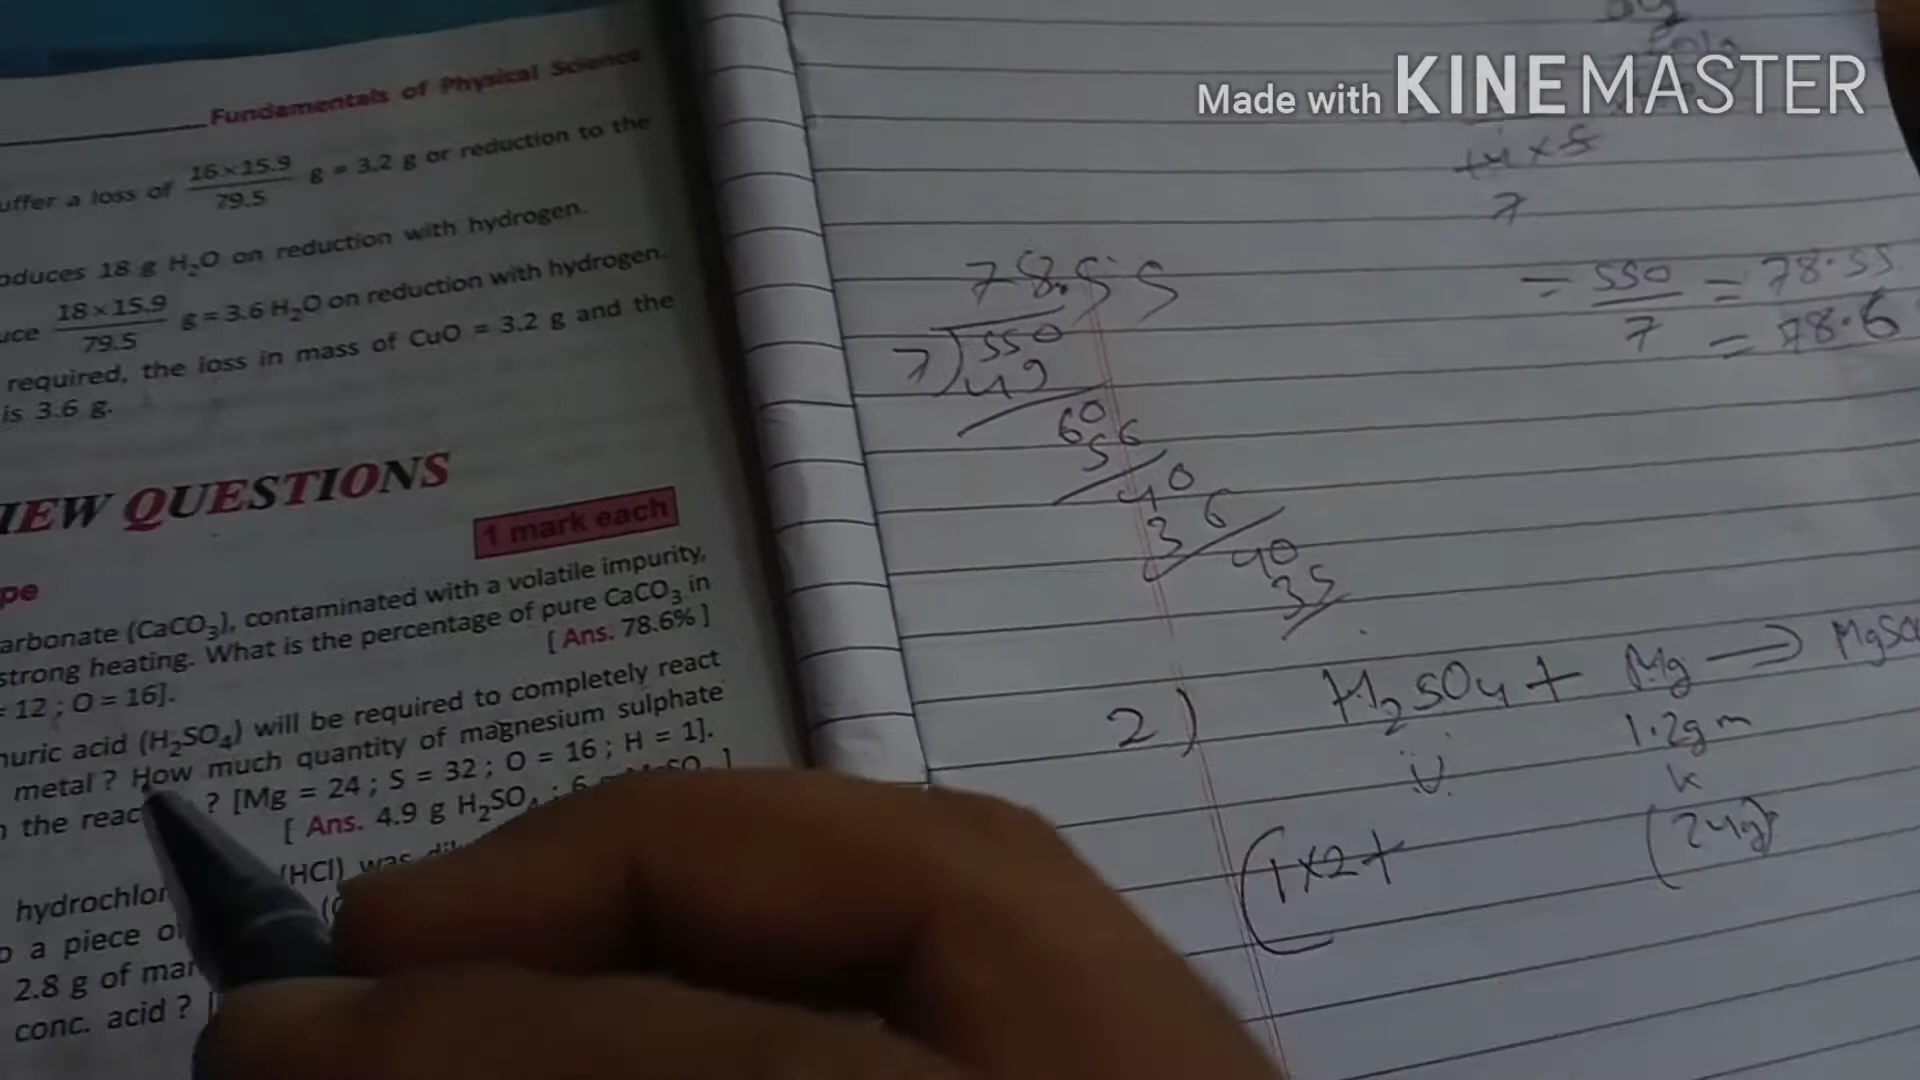 Made with KINEMASTER
Fundamentals of Physical Science
uffer a loss of 16×15.9 / 79.5 g = 3.2 g or reduction to the
oduces 18 g H₂O on reduction with hydrogen.
uce 18×15.9 / 79.5 g = 3.6 H₂O on reduction with hydrogen.
required, the loss in mass of CuO = 3.2 g and the
is 3.6 g.
IEW QUESTIONS
1 mark each
pe
arbonate (CaCO₃), contaminated with a volatile impurity,
strong heating. What is the percentage of pure CaCO₃ in
= 12 ; O = 16]. [ Ans. 78.6% ]
huric acid (H₂SO₄) will be required to completely react
metal ? How much quantity of magnesium sulphate
the reac ? [Mg = 24 ; S = 32 ; O = 16 ; H = 1].
[ Ans. 4.9 g H₂SO₄ ; 6
hydrochlor (HCl) was
a piece
2.8 g of
conc. acid ?
7
= 550 / 7 = 78.55
= 78.6
78.55
7)550
49
60
56
40
36
40
35
2) H₂SO₄ + Mg → MgSO
1.2gm
(1×2+ (24g)